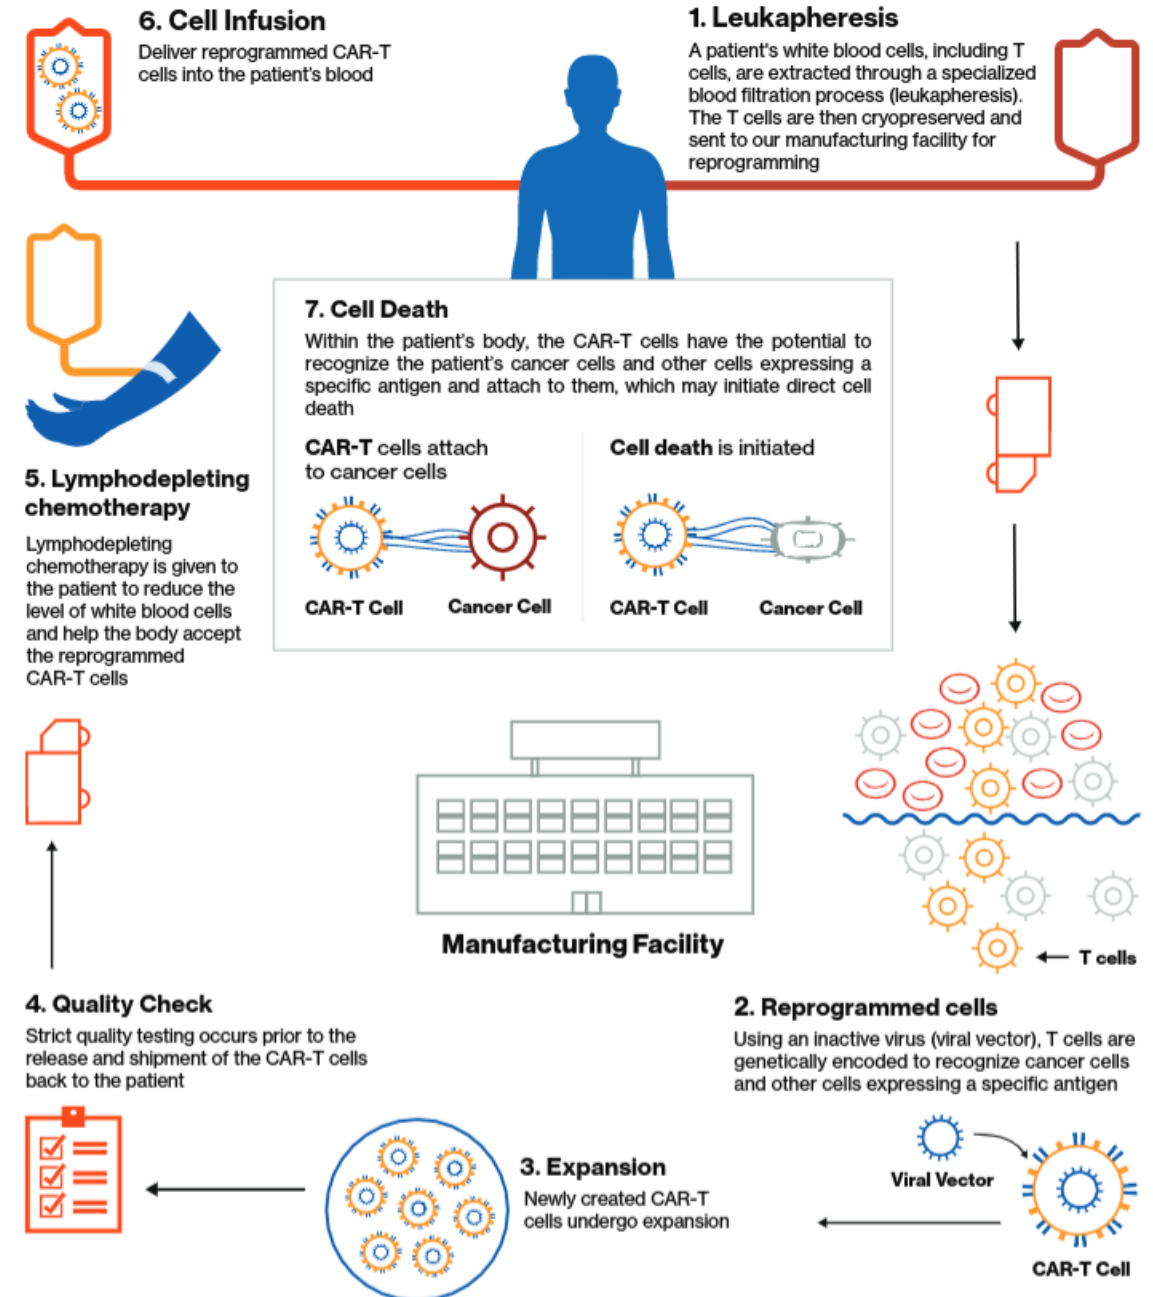 1. Leukapheresis
A patient's white blood cells, including T
cells, are extracted through a specialized
blood filtration process (leukapheresis).
The T cells are then cryopreserved and
sent to our manufacturing facility for
reprogramming
T cells
2. Reprogrammed cells
Using an inactive virus (viral vector), T cells are
genetically encoded to recognize cancer cells
and other cells expressing a specific antigen
Viral Vector
CAR-T Cell
3. Expansion
Newly created CAR-T
cells undergo expansion
4. Quality Check
Strict quality testing occurs prior to the
release and shipment of the CAR-T cells
back to the patient
5. Lymphodepleting
chemotherapy
Lymphodepleting
chemotherapy is given to
the patient to reduce the
level of white blood cells
and help the body accept
the reprogrammed
CAR-T cells
6. Cell Infusion
Deliver reprogrammed CAR-T
cells into the patient's blood
7. Cell Death
Within the patient's body, the CAR-T cells have the potential to
recognize the patient's cancer cells and other cells expressing a
specific antigen and attach to them, which may initiate direct cell
death
CAR-T cells attach
to cancer cells
CAR-T Cell
Cancer Cell
Cell death is initiated
CAR-T Cell
Cancer Cell
Manufacturing Facility